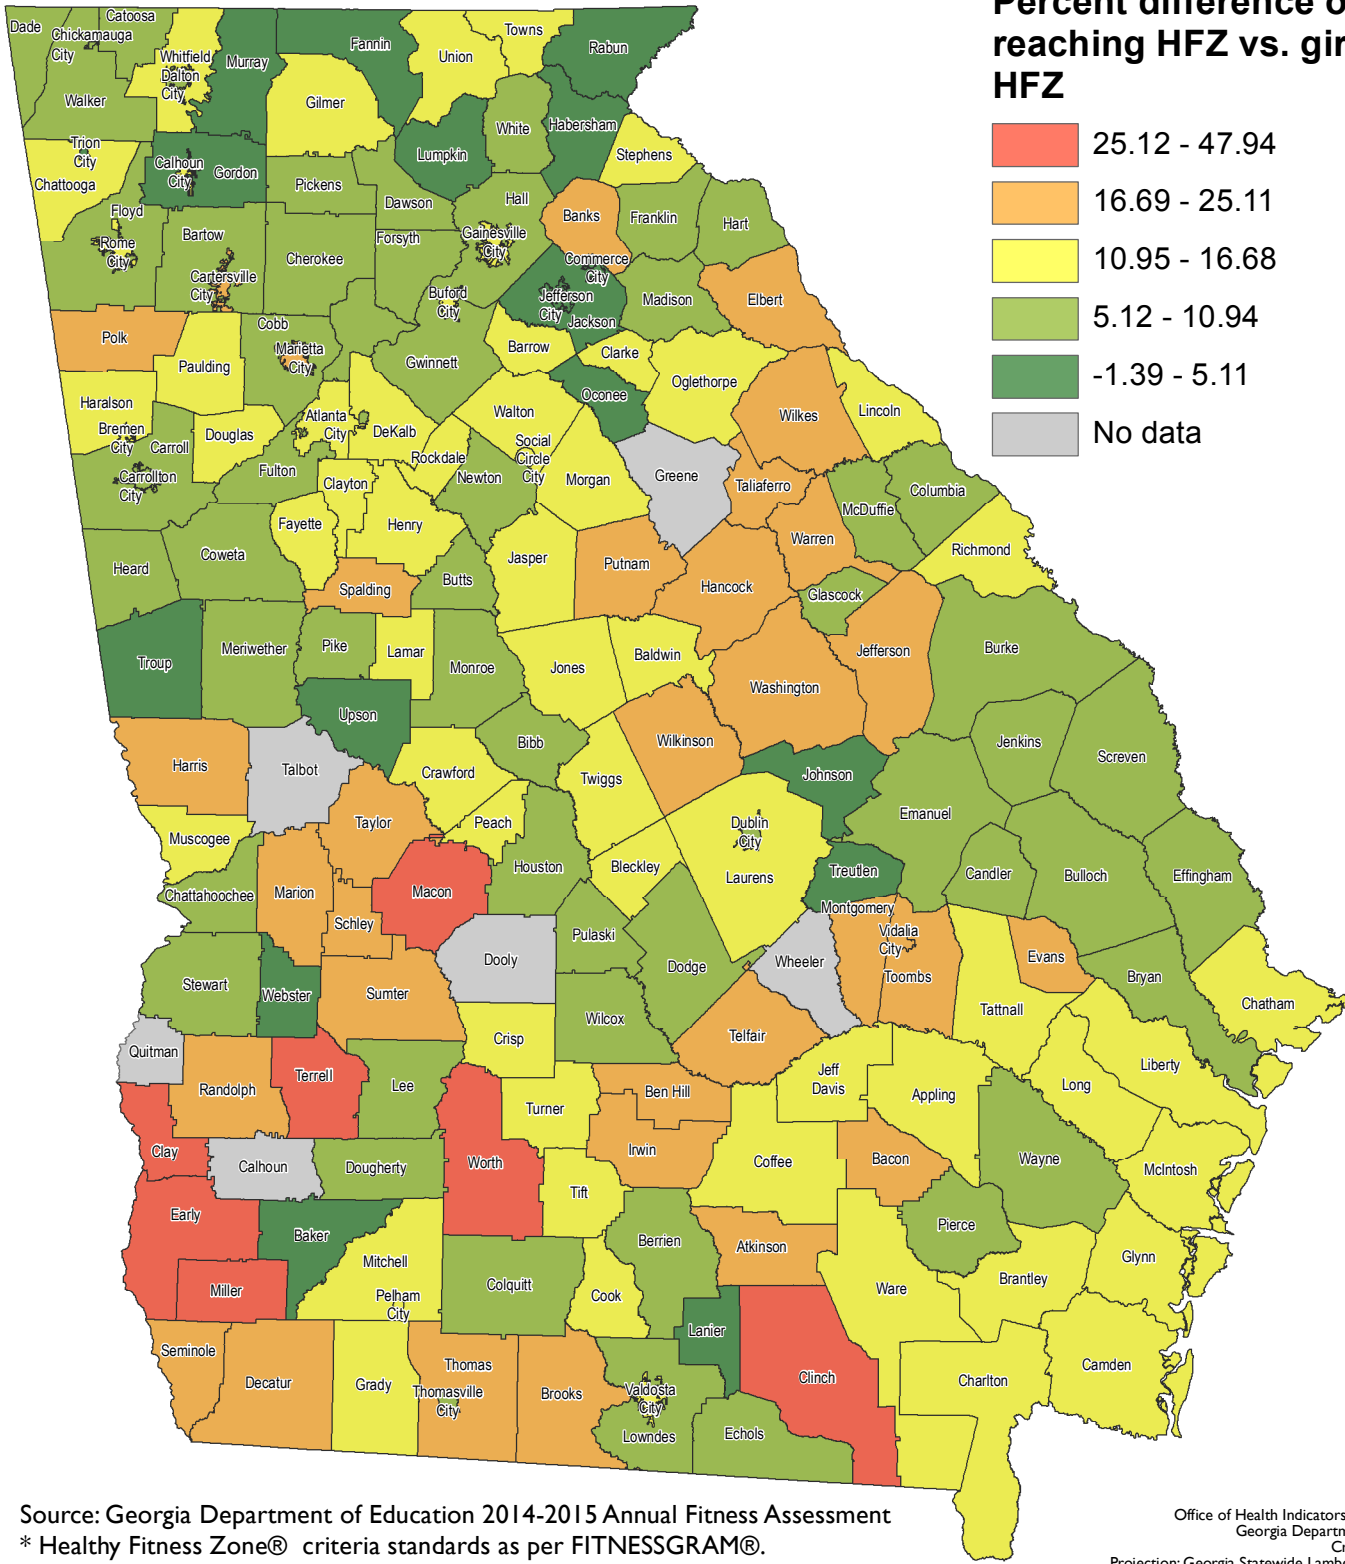 Percent difference o
reaching HFZ vs. gir
HFZ
25.12 - 47.94
16.69 - 25.11
10.95 - 16.68
5.12 - 10.94
-1.39 - 5.11
No data
Dade
Catoosa
Chickamauga
City
Walker
Whitfield
Dalton
City
Murray
Fannin
Union
Towns
Rabun
Gilmer
White
Habersham
Lumpkin
Stephens
Trion
City
Chattooga
Calhoun
City
Gordon
Pickens
Dawson
Hall
Banks
Franklin
Hart
Floyd
Rome
City
Bartow
Cartersville
City
Cherokee
Forsyth
Gainesville
City
Commerce
City
Buford
City
Jefferson
City
Jackson
Madison
Elbert
Polk
Paulding
Cobb
Marietta
City
Gwinnett
Barrow
Clarke
Oglethorpe
Oconee
Wilkes
Lincoln
Haralson
Bremen
City
Carroll
Carrollton
City
Douglas
Atlanta
City
DeKalb
Walton
Social
Circle
City
Rockdale
Newton
Morgan
Greene
Taliaferro
McDuffie
Columbia
Fulton
Clayton
Fayette
Henry
Jasper
Putnam
Warren
Richmond
Heard
Coweta
Spalding
Butts
Hancock
Glascock
Troup
Meriwether
Pike
Lamar
Monroe
Jones
Baldwin
Washington
Jefferson
Burke
Upson
Harris
Talbot
Crawford
Bibb
Twiggs
Wilkinson
Johnson
Jenkins
Screven
Emanuel
Muscogee
Taylor
Peach
Houston
Bleckley
Dublin
City
Laurens
Treutlen
Candler
Bulloch
Effingham
Chattahoochee
Marion
Macon
Schley
Pulaski
Dodge
Montgomery
Vidalia
City
Toombs
Wheeler
Evans
Bryan
Stewart
Webster
Sumter
Dooly
Wilcox
Telfair
Tattnall
Chatham
Quitman
Randolph
Terrell
Lee
Crisp
Turner
Ben Hill
Jeff
Davis
Appling
Long
Liberty
Clay
Calhoun
Dougherty
Worth
Tift
Irwin
Coffee
Bacon
Wayne
McIntosh
Early
Baker
Mitchell
Miller
Pelham
City
Colquitt
Cook
Berrien
Atkinson
Pierce
Ware
Brantley
Glynn
Seminole
Decatur
Grady
Thomas
Thomasville
City
Brooks
Valdosta
City
Lowndes
Lanier
Echols
Clinch
Charlton
Camden
Source: Georgia Department of Education 2014-2015 Annual Fitness Assessment
* Healthy Fitness Zone® criteria standards as per FITNESSGRAM®.
Office of Health Indicators
Georgia Departm
Cr
Projection: Georgia Statewide Lambe